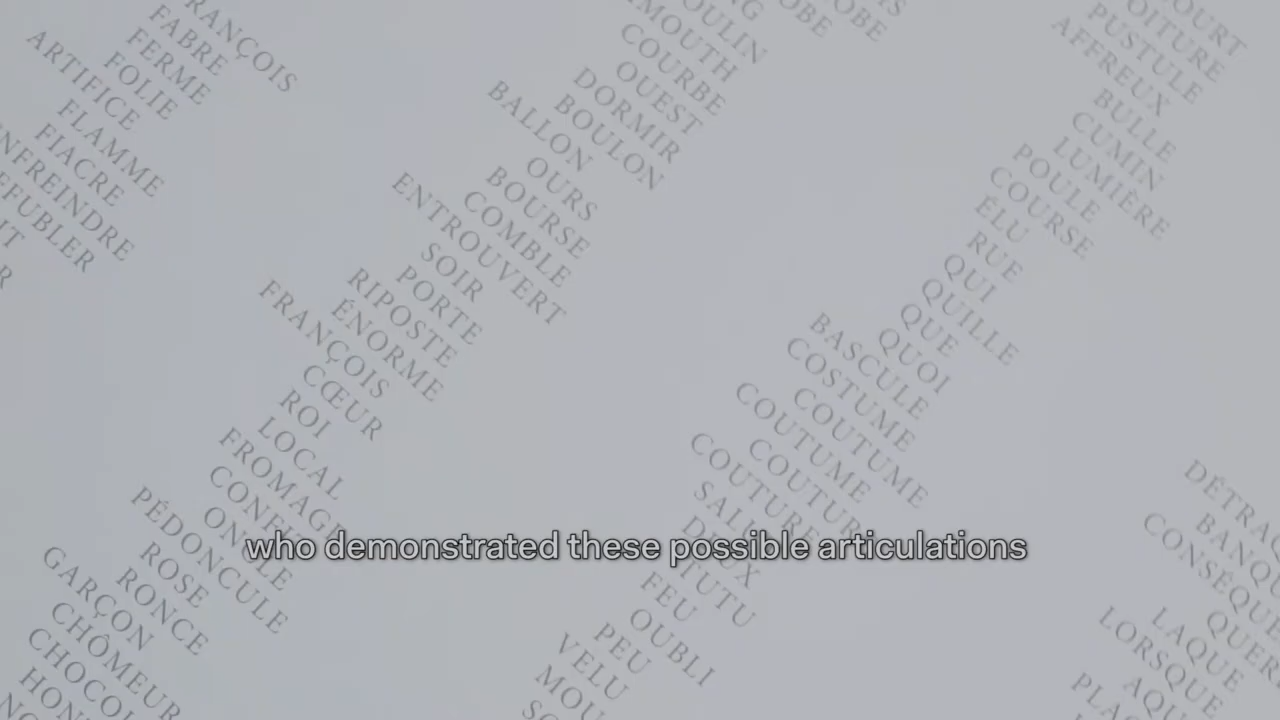 FRANÇOIS
FABRE
FERME
FOLIE
ARTIFICE
FLAMME
FIACRE
COURBE
OUEST
DORMIR
BOULON
BALLON
OURS
BOURSE
COMBLE
ENTROUVERT
SOIR
PORTE
RIPOSTE
ÉNORME
FRANÇOIS
CŒUR
ROI
LOCAL
FROMAGE
PÉDONCULE
ROSE
RONCE
GARÇON
CHÔMEUR
PUSTULE
AFFREUX
BULLE
CUMIN
LUMIÈRE
POULE
COURSE
ÉLU
RUE
QUI
QUILLE
QUE
QUOI
BASCULE
COSTUME
COUTUME
COUTUME
COUTURE
TUTU
FEU
OUBLI
PEU
VELU
LAQUE
LORSQUE
who demonstrated these possible articulations